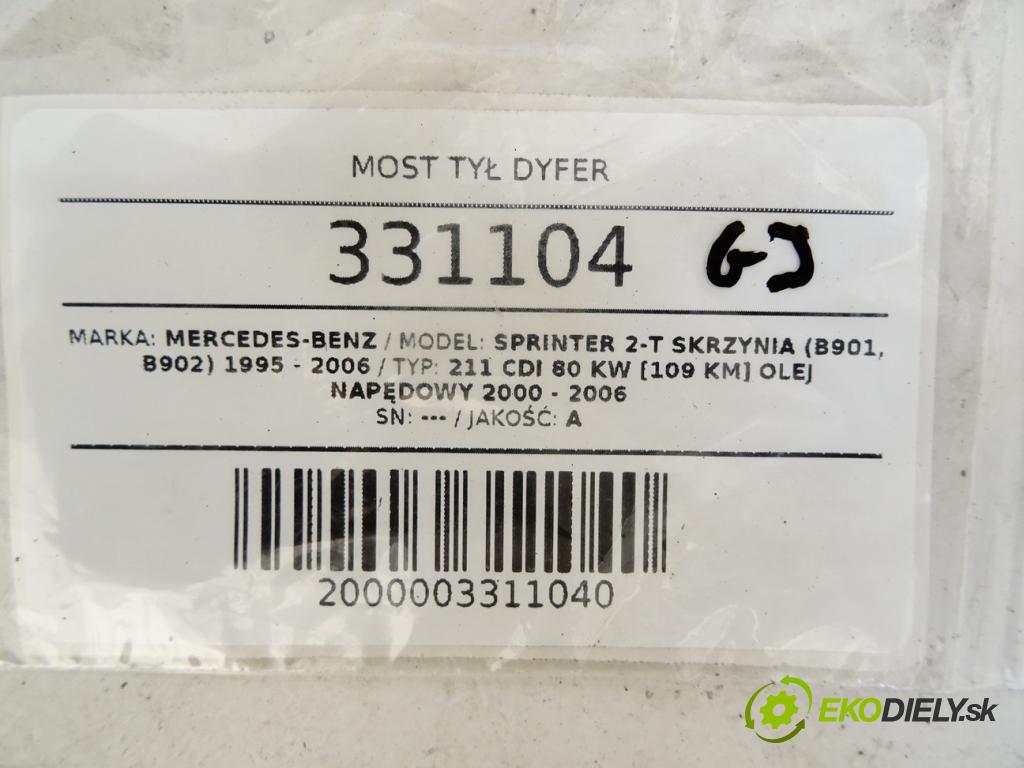 MOST TYŁ DYFER
331104 GJ
MARKA: MERCEDES-BENZ / MODEL: SPRINTER 2-T SKRZYNIA (B901,
B902) 1995 - 2006 / TYP: 211 CDI 80 KW [109 KM] OLEJ
NAPĘDOWY 2000 - 2006
SN: --- / JAKOŚĆ: A
2000003311040
EKODIELY.sk